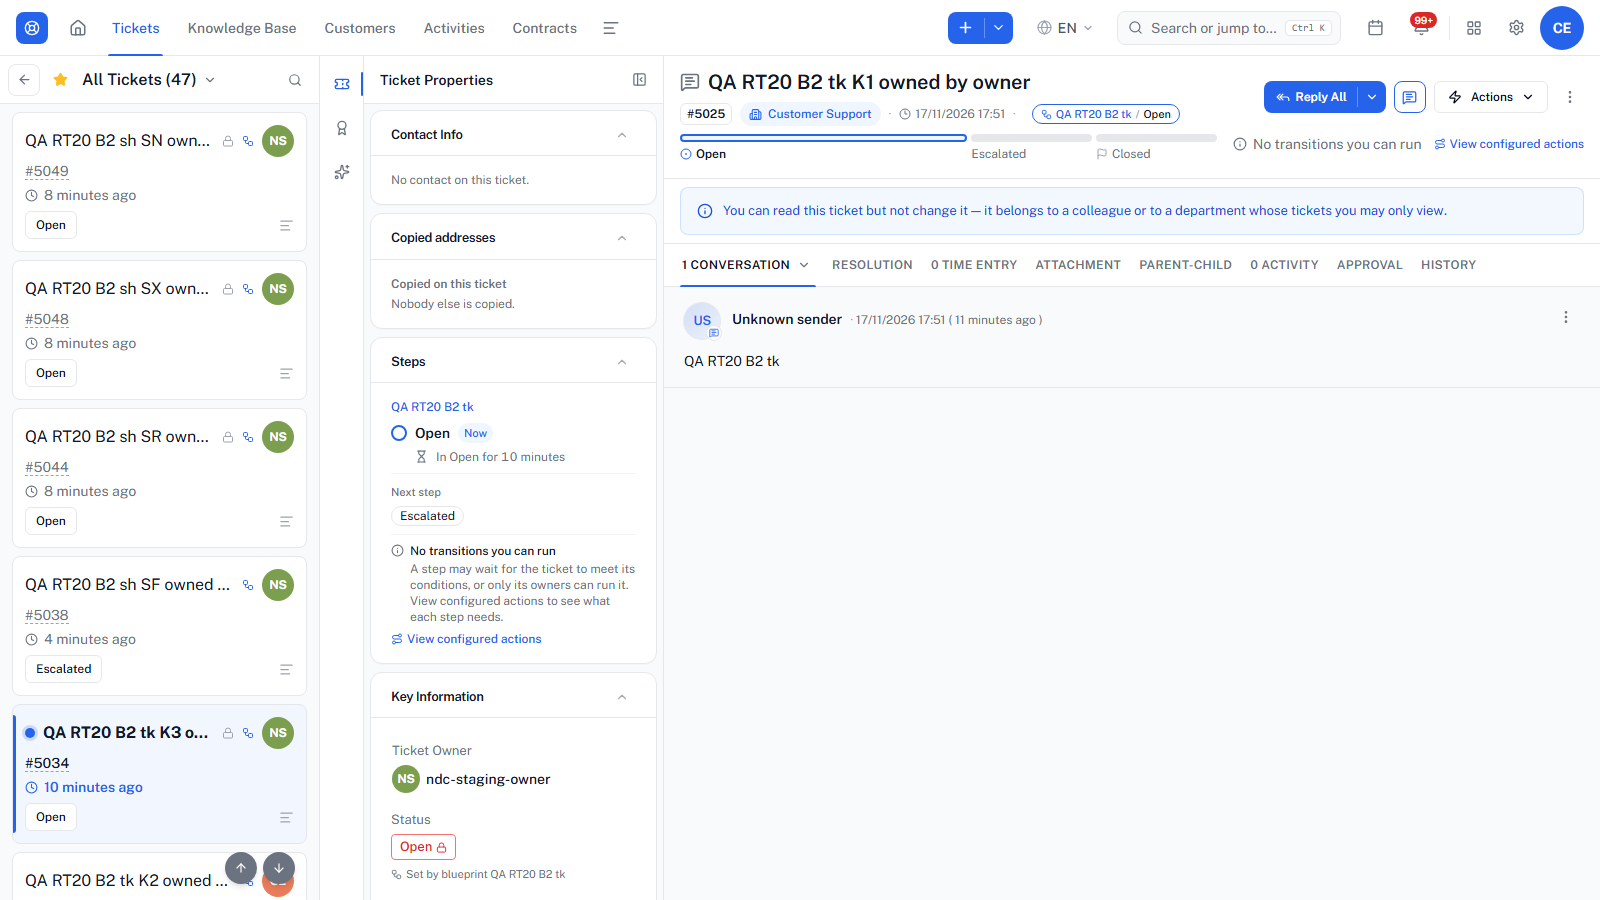 Tickets
Knowledge Base
Customers
Activities
Contracts
EN
Search or jump to...
Ctrl K
99+
CE
All Tickets (47)
QA RT20 B2 sh SN own...
NS
#5049
8 minutes ago
Open
QA RT20 B2 sh SX own...
NS
#5048
8 minutes ago
Open
QA RT20 B2 sh SR own...
NS
#5044
8 minutes ago
Open
QA RT20 B2 sh SF owned ...
NS
#5038
4 minutes ago
Escalated
QA RT20 B2 tk K3 o...
NS
#5034
10 minutes ago
Open
QA RT20 B2 tk K2 owned ...
Ticket Properties
Contact Info
No contact on this ticket.
Copied addresses
Copied on this ticket
Nobody else is copied.
Steps
QA RT20 B2 tk
Open
Now
In Open for 10 minutes
Next step
Escalated
No transitions you can run
A step may wait for the ticket to meet its
conditions, or only its owners can run it.
View configured actions to see what
each step needs.
View configured actions
Key Information
Ticket Owner
NS
ndc-staging-owner
Status
Open
Set by blueprint QA RT20 B2 tk
QA RT20 B2 tk K1 owned by owner
#5025
Customer Support
· 17/11/2026 17:51 ·
QA RT20 B2 tk / Open
Reply All
Actions
Open
Escalated
Closed
No transitions you can run
View configured actions
You can read this ticket but not change it — it belongs to a colleague or to a department whose tickets you may only view.
1 CONVERSATION
RESOLUTION
0 TIME ENTRY
ATTACHMENT
PARENT-CHILD
0 ACTIVITY
APPROVAL
HISTORY
US
Unknown sender
· 17/11/2026 17:51 ( 11 minutes ago )
QA RT20 B2 tk